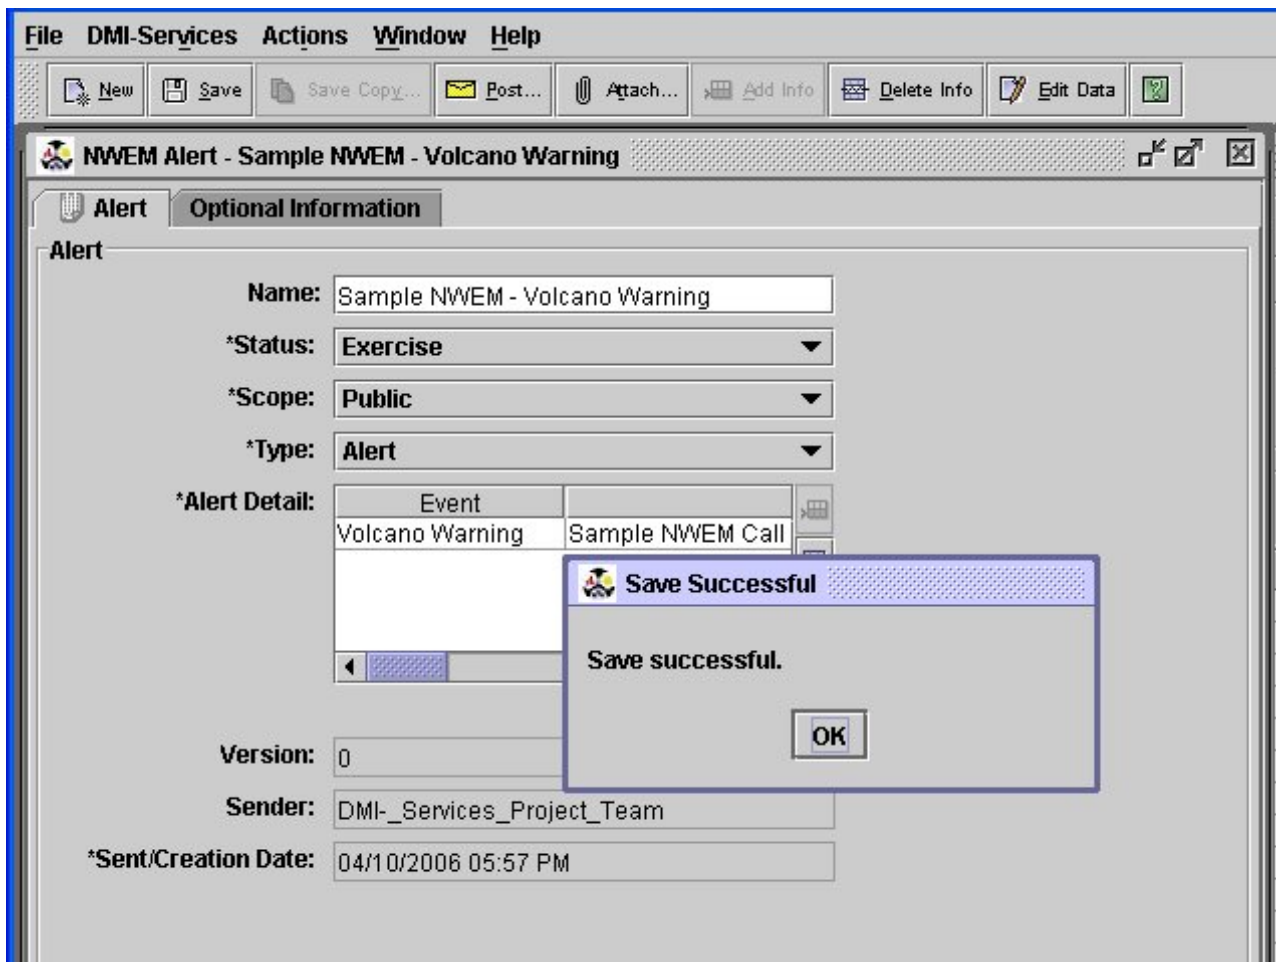 File DMI-Services Actions Window Help
New Save Save Copy... Post... Attach... Add Info Delete Info Edit Data
NWEM Alert - Sample NWEM - Volcano Warning
Alert Optional Information
Alert
Name: Sample NWEM - Volcano Warning
*Status: Exercise
*Scope: Public
*Type: Alert
*Alert Detail: Event
Volcano Warning Sample NWEM Call
Save Successful
Save successful.
OK
Version: 0
Sender: DMI-_Services_Project_Team
*Sent/Creation Date: 04/10/2006 05:57 PM